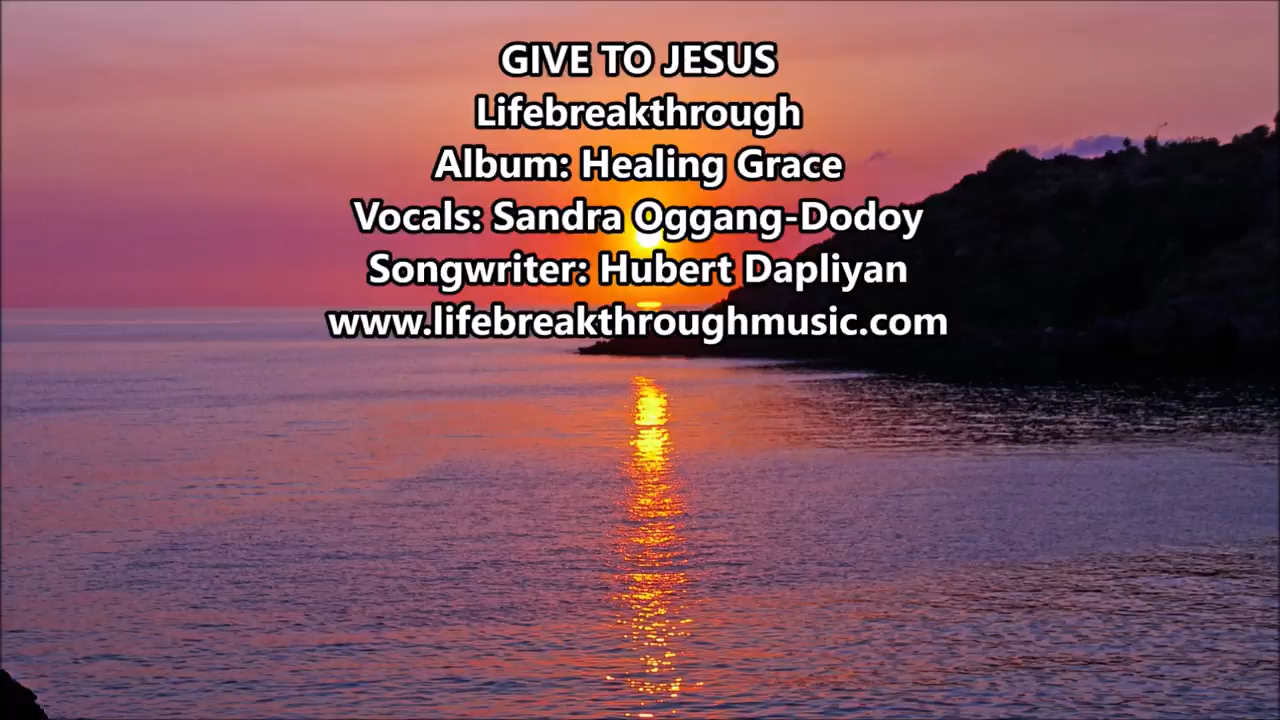 GIVE TO JESUS
Lifebreakthrough
Album: Healing Grace
Vocals: Sandra Oggang-Dodoy
Songwriter: Hubert Dapliyan
www.lifebreakthroughmusic.com